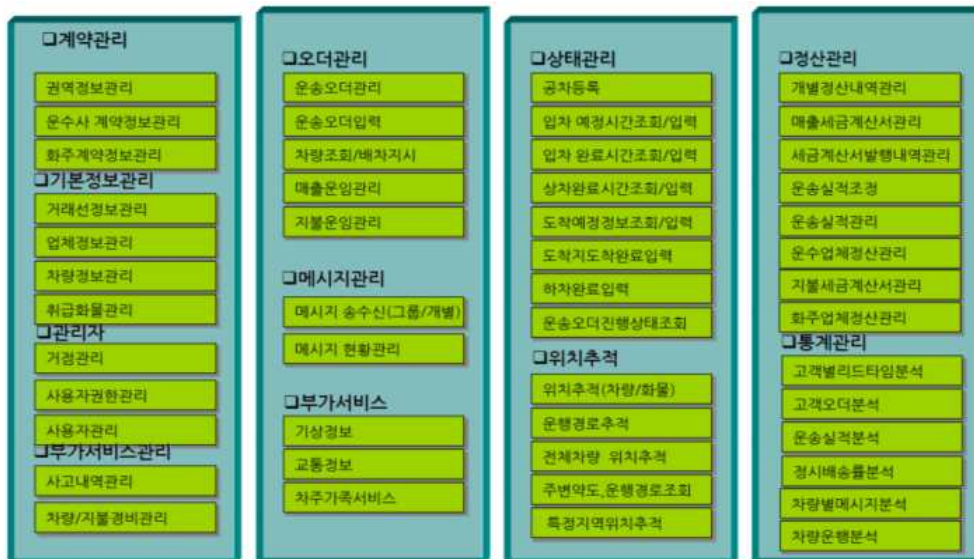 ❑계약관리
권역정보관리
운수사 계약정보관리
화주계약정보관리
❑기본정보관리
거래선정보관리
업체정보관리
차량정보관리
취급화물관리
❑관리자
거점관리
사용자권한관리
사용자관리
❑부가서비스관리
사고내역관리
차량/지불경비관리
❑오더관리
운송오더관리
운송오더입력
차량조회/배차지시
매출운임관리
지불운임관리
❑메시지관리
메시지 송수신(그룹/개별)
메시지 현황관리
❑부가서비스
기상정보
교통정보
차주가족서비스
❑상태관리
공차등록
입차 예정시간조회/입력
입차 완료시간조회/입력
상차완료시간조회/입력
도착예정정보조회/입력
도착지도착완료입력
하차완료입력
운송오더진행상태조회
❑위치추적
위치추적(차량/화물)
운행경로추적
전체차량 위치추적
주변약도,운행경로조회
특정지역위치추적
❑정산관리
개별정산내역관리
매출세금계산서관리
세금계산서발행내역관리
운송실적조정
운송실적관리
운수업체정산관리
지불세금계산서관리
화주업체정산관리
❑통계관리
고객별리드타임분석
고객오더분석
운송실적분석
정시배송률분석
차량별메시지분석
차량운행분석